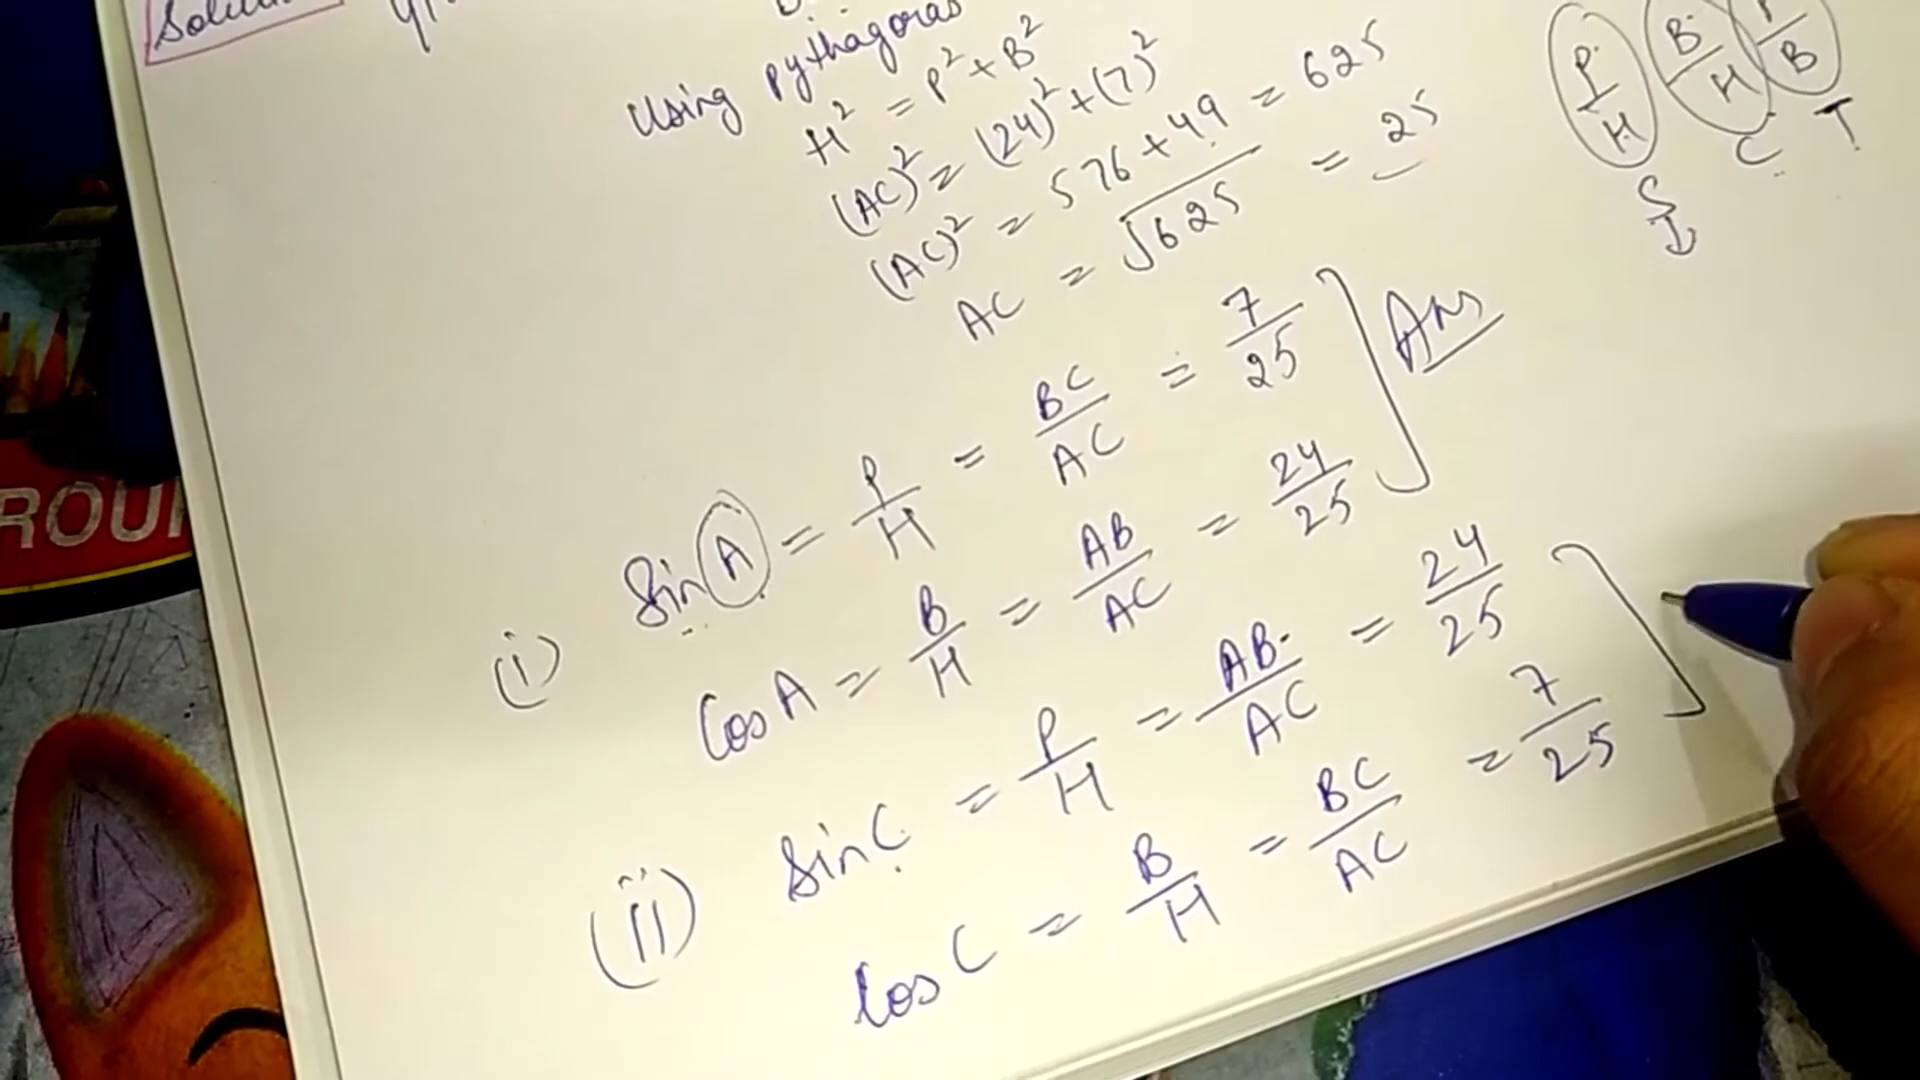 Using pythagoras
H² = P² + B²
(AC)² = (24)² + (7)²
(AC)² = 576 + 49 = 625
AC = √625 = 25
P/H B/H P/B
S C T
(i) Sin A = P/H = BC/AC = 7/25
Cos A = B/H = AB/AC = 24/25
Ans
(ii) Sin C = P/H = AB/AC = 24/25
Cos C = B/H = BC/AC = 7/25